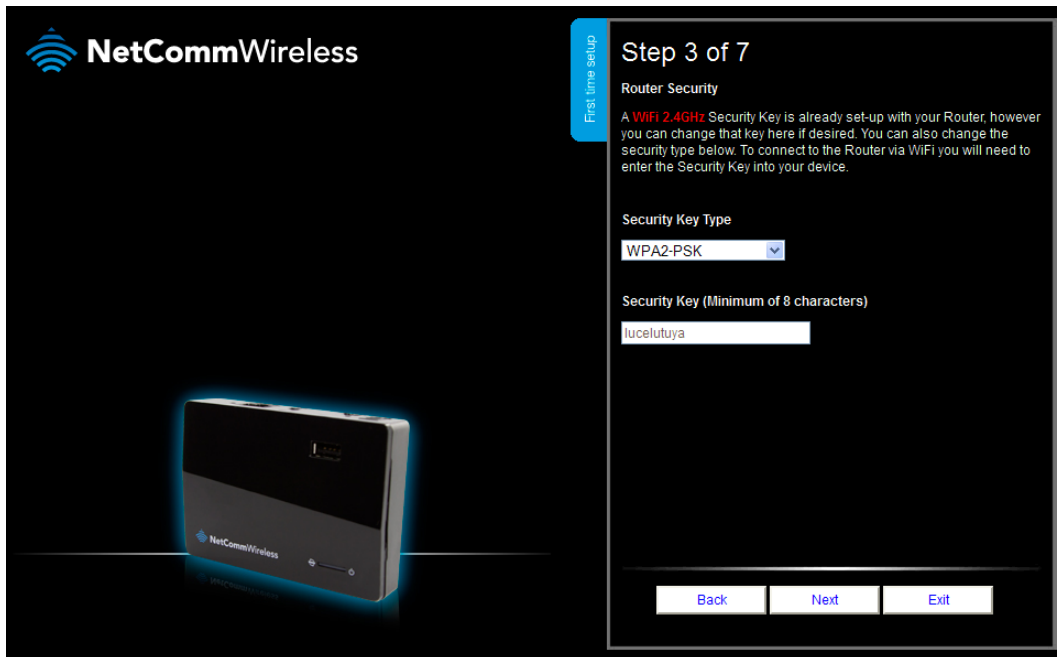 NetCommWireless
First time setup
Step 3 of 7
Router Security
A WiFi 2.4GHz Security Key is already set-up with your Router, however
you can change that key here if desired. You can also change the
security type below. To connect to the Router via WiFi you will need to
enter the Security Key into your device.
Security Key Type
WPA2-PSK
Security Key (Minimum of 8 characters)
lucelutuya
NetCommWireless
Back Next Exit